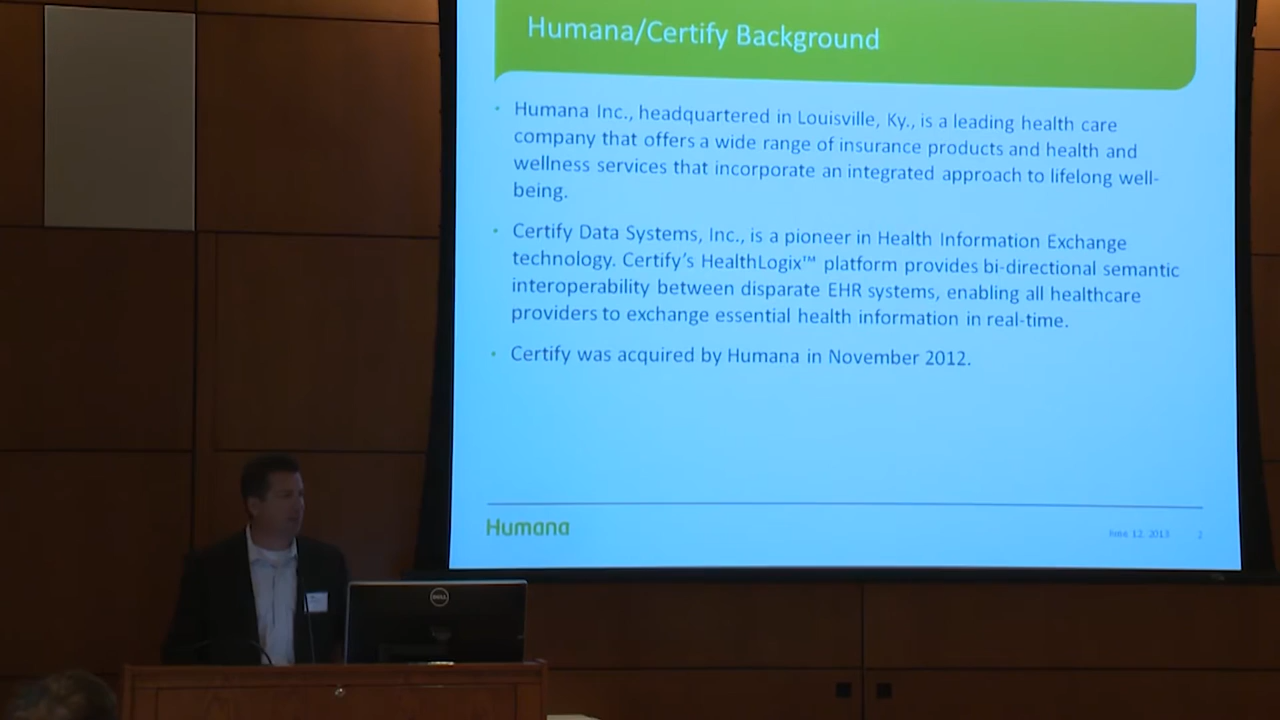 Humana/Certify Background
• Humana Inc., headquartered in Louisville, Ky., is a leading health care
company that offers a wide range of insurance products and health and
wellness services that incorporate an integrated approach to lifelong well-
being.
• Certify Data Systems, Inc., is a pioneer in Health Information Exchange
technology. Certify's HealthLogix™ platform provides bi-directional semantic
interoperability between disparate EHR systems, enabling all healthcare
providers to exchange essential health information in real-time.
• Certify was acquired by Humana in November 2012.
Humana
June 12, 2013 2
DELL